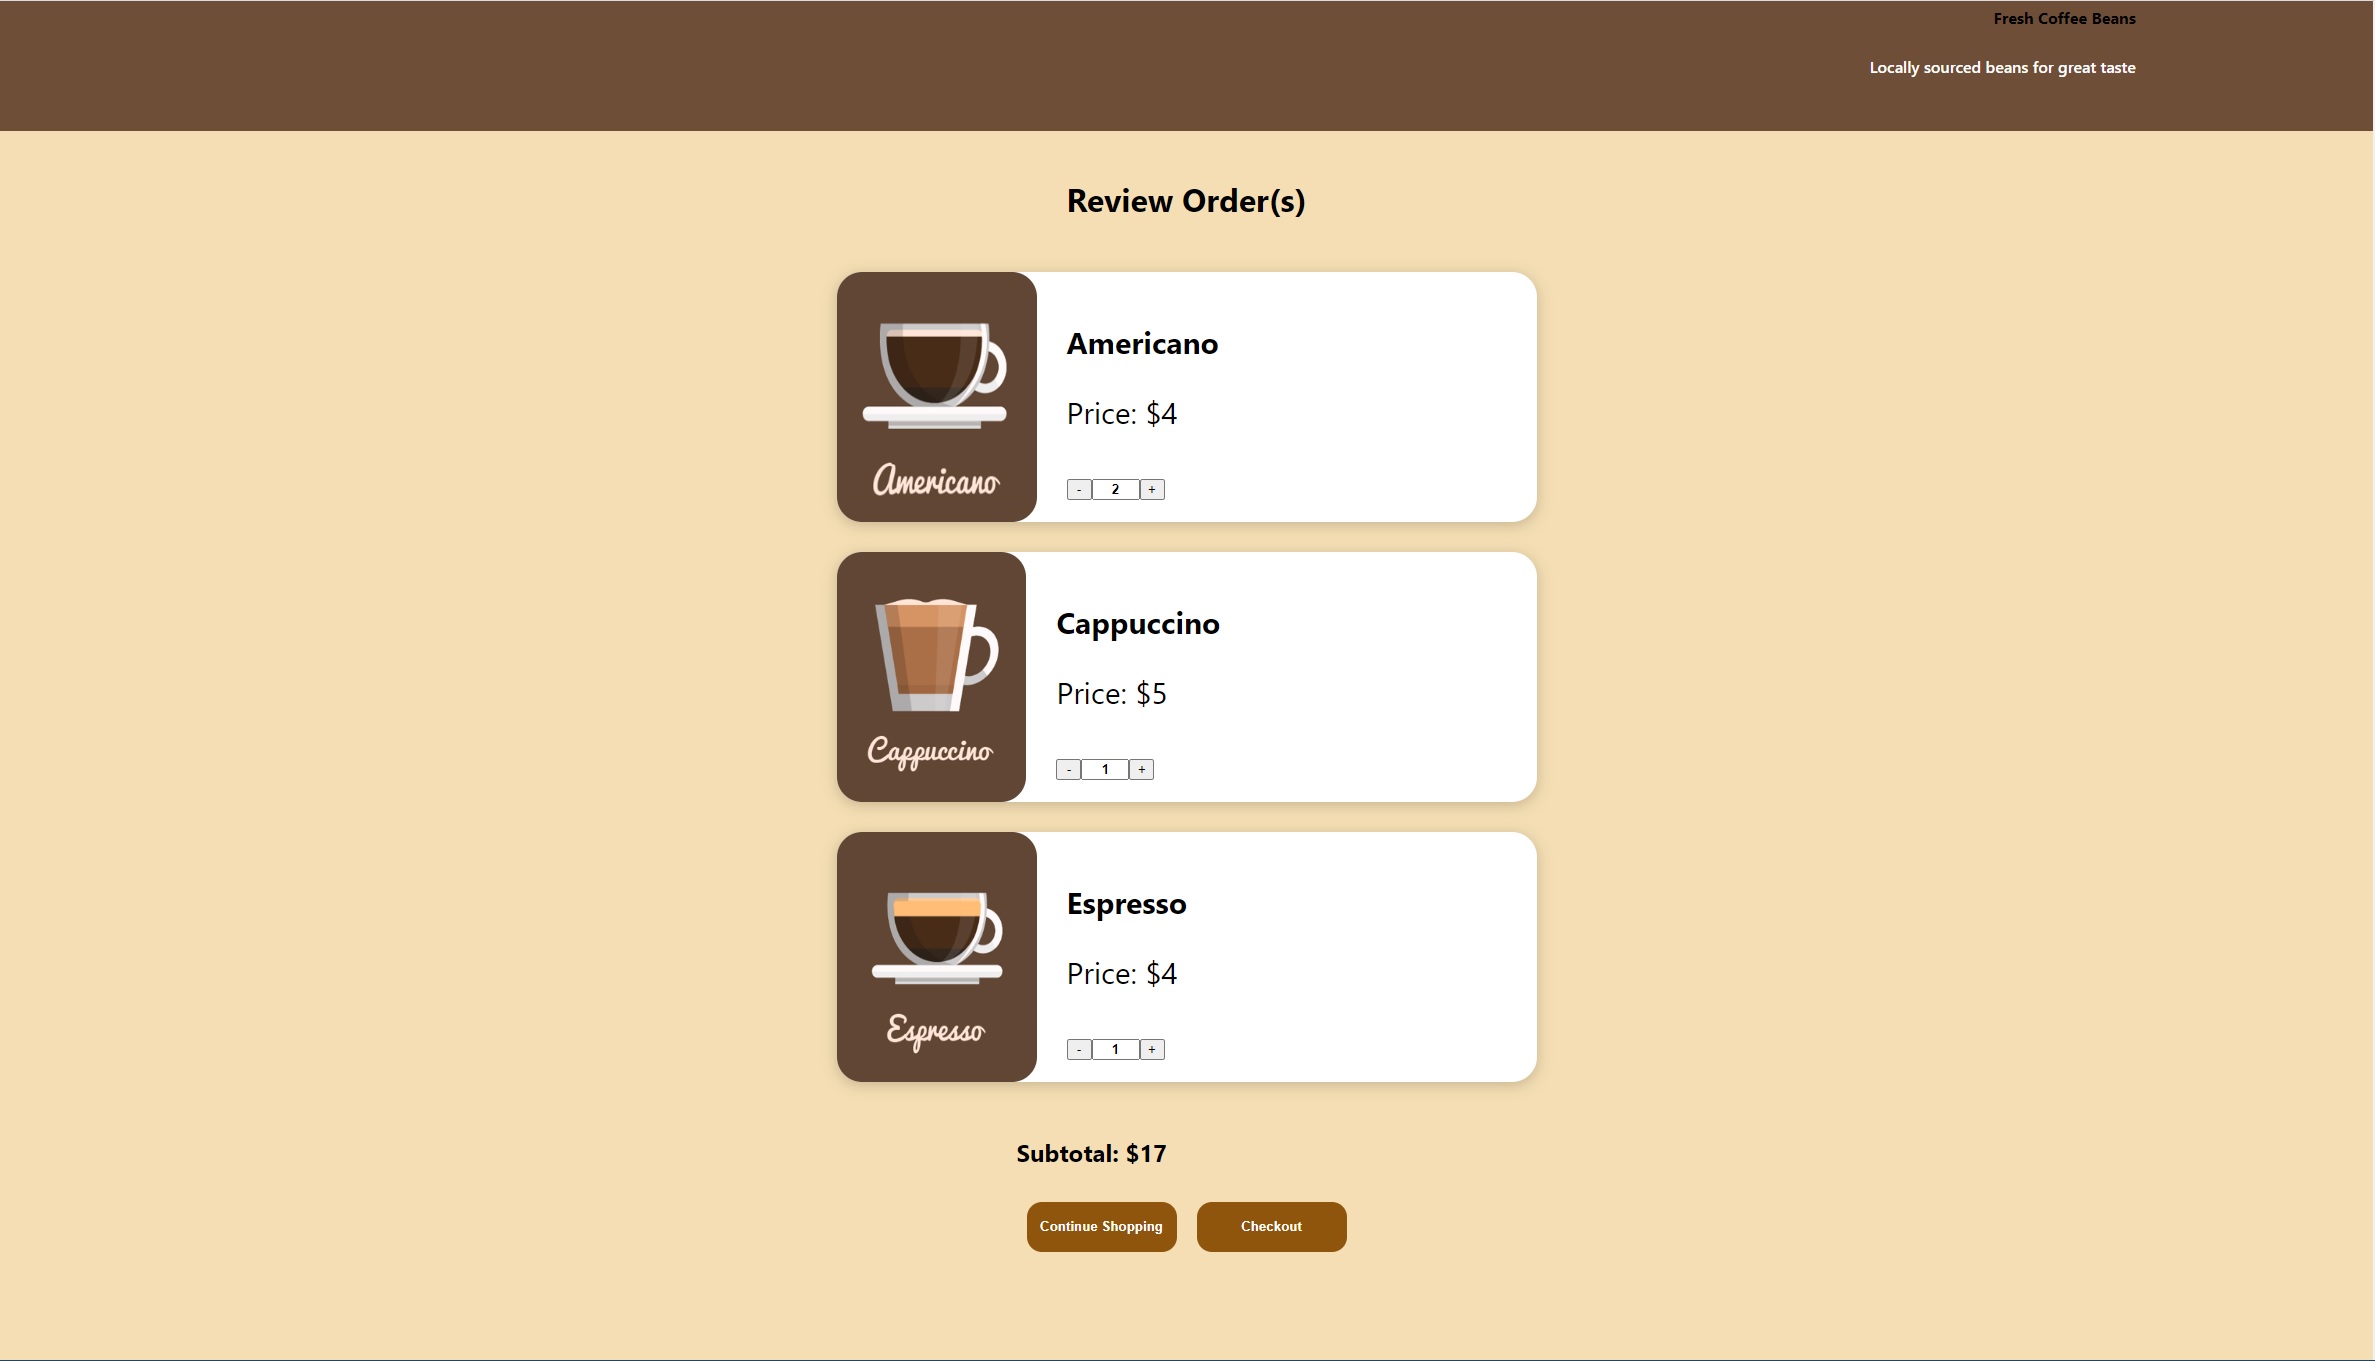 Fresh Coffee Beans
Locally sourced beans for great taste
Review Order(s)
Americano
Americano
Price: $4
- 2 +
Cappuccino
Cappuccino
Price: $5
- 1 +
Espresso
Espresso
Price: $4
- 1 +
Subtotal: $17
Continue Shopping
Checkout